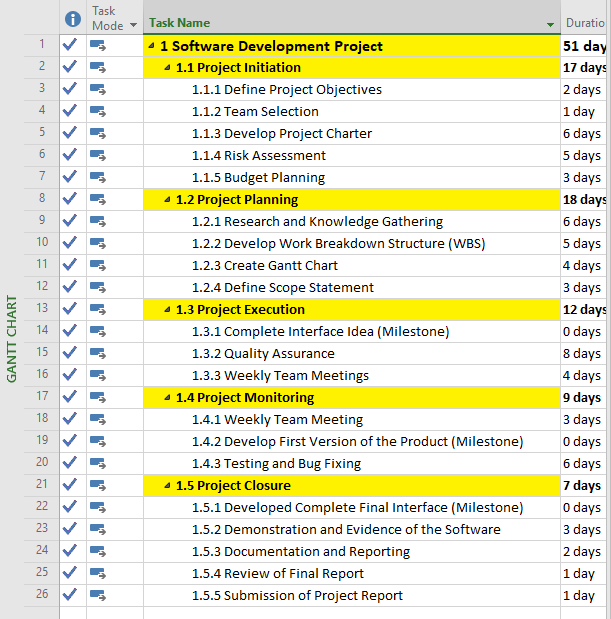 Task Mode Task Name Duratio
1 1 Software Development Project 51 day
2 1.1 Project Initiation 17 days
3 1.1.1 Define Project Objectives 2 days
4 1.1.2 Team Selection 1 day
5 1.1.3 Develop Project Charter 6 days
6 1.1.4 Risk Assessment 5 days
7 1.1.5 Budget Planning 3 days
8 1.2 Project Planning 18 days
9 1.2.1 Research and Knowledge Gathering 6 days
10 1.2.2 Develop Work Breakdown Structure (WBS) 5 days
11 1.2.3 Create Gantt Chart 4 days
12 1.2.4 Define Scope Statement 3 days
13 1.3 Project Execution 12 days
14 1.3.1 Complete Interface Idea (Milestone) 0 days
15 1.3.2 Quality Assurance 8 days
16 1.3.3 Weekly Team Meetings 4 days
17 1.4 Project Monitoring 9 days
18 1.4.1 Weekly Team Meeting 3 days
19 1.4.2 Develop First Version of the Product (Milestone) 0 days
20 1.4.3 Testing and Bug Fixing 6 days
21 1.5 Project Closure 7 days
22 1.5.1 Developed Complete Final Interface (Milestone) 0 days
23 1.5.2 Demonstration and Evidence of the Software 3 days
24 1.5.3 Documentation and Reporting 2 days
25 1.5.4 Review of Final Report 1 day
26 1.5.5 Submission of Project Report 1 day
GANTT CHART